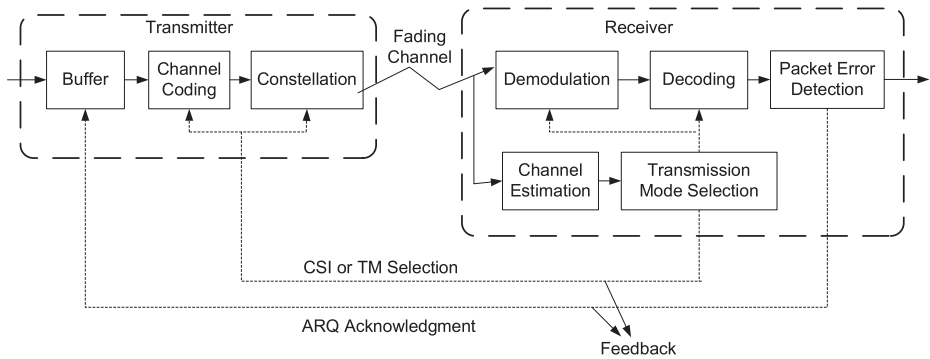 Transmitter
Receiver
Fading
Channel
Buffer
Channel
Coding
Constellation
Demodulation
Decoding
Packet Error
Detection
Channel
Estimation
Transmission
Mode Selection
CSI or TM Selection
ARQ Acknowledgment
Feedback